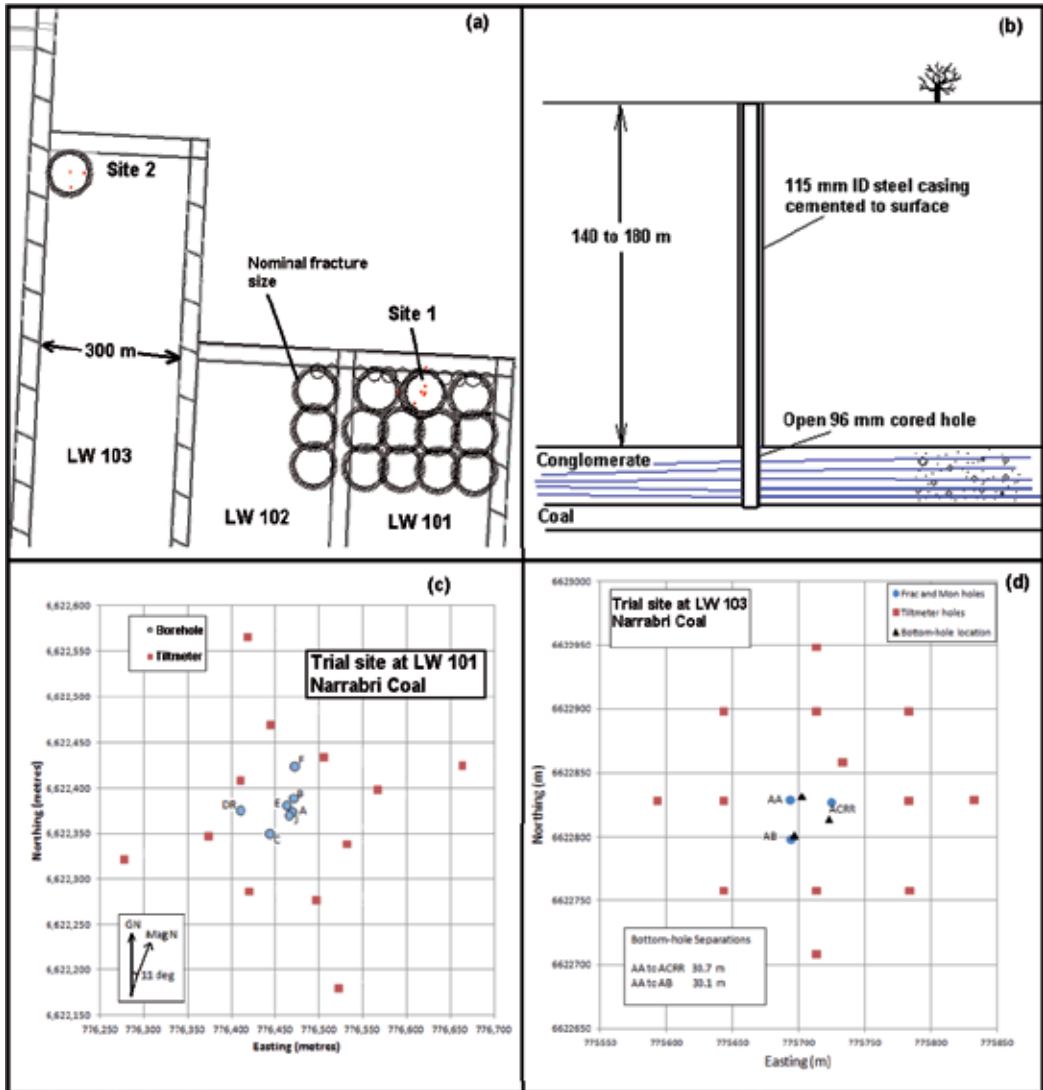 (a)
Site 2
Nominal fracture
size
Site 1
300 m
LW 103
LW 102
LW 101
(b)
115 mm ID steel casing
cemented to surface
140 to 180 m
Open 96 mm cored hole
Conglomerate
Coal
(c)
6,622,600
6,622,550
6,622,500
6,622,450
6,622,400
6,622,350
6,622,300
6,622,250
6,622,200
6,622,150
Northing (metres)
Borehole
Tiltmeter
Trial site at LW 101
Narrabri Coal
F
B
E
A
DR
J
C
GN
Mag N
11 deg
776,250
776,300
776,350
776,400
776,450
776,500
776,550
776,600
776,650
776,700
Easting (metres)
(d)
6629000
6622950
6622900
6622850
6622800
6622750
6622700
6622650
Northing (m)
Trial site at LW 103
Narrabri Coal
Frac and Mon holes
Tiltmeter holes
Bottom-hole location
AA
ACRR
AB
Bottom-hole Separations
AA to ACRR 30.7 m
AA to AB 30.1 m
775550
775600
775650
775700
775750
775800
775850
Easting (m)